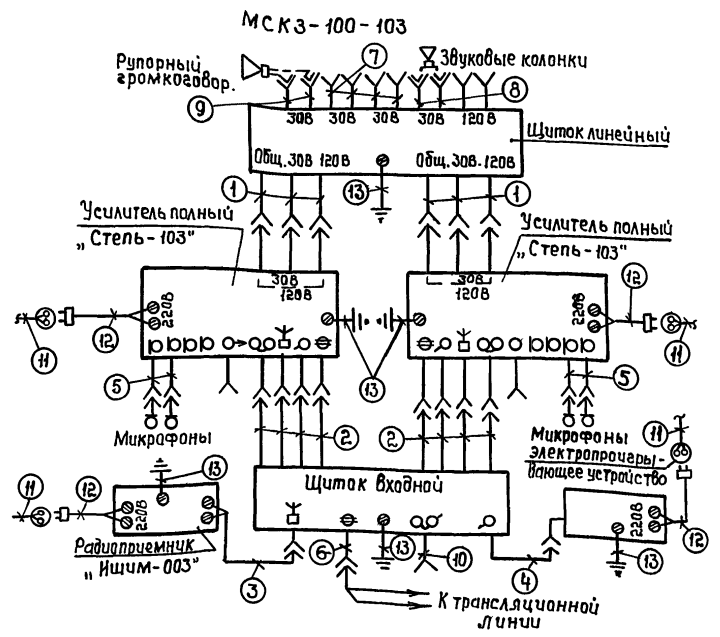 МСКЗ-100-103
Рупорный
громкоговор.
7
Звуковые колонки
9
8
30В 30В 30В 30В 120В
Щиток линейный
Общ. 30В 120В
Общ. 30В. 120В
1
13
1
Усилитель полный
„Степь-103"
Усилитель полный
„Степь-103"
30В
120В
30В
120В
220В
220В
12
12
11
11
13
5
5
Микрофоны
2
2
Микрофоны
11
электропроигры-
вающее устройство
13
11
12
220В
Щиток входной
220В
12
Радиоприемник
„Ишим-003"
3
6
13
10
4
13
К трансляционной
линии